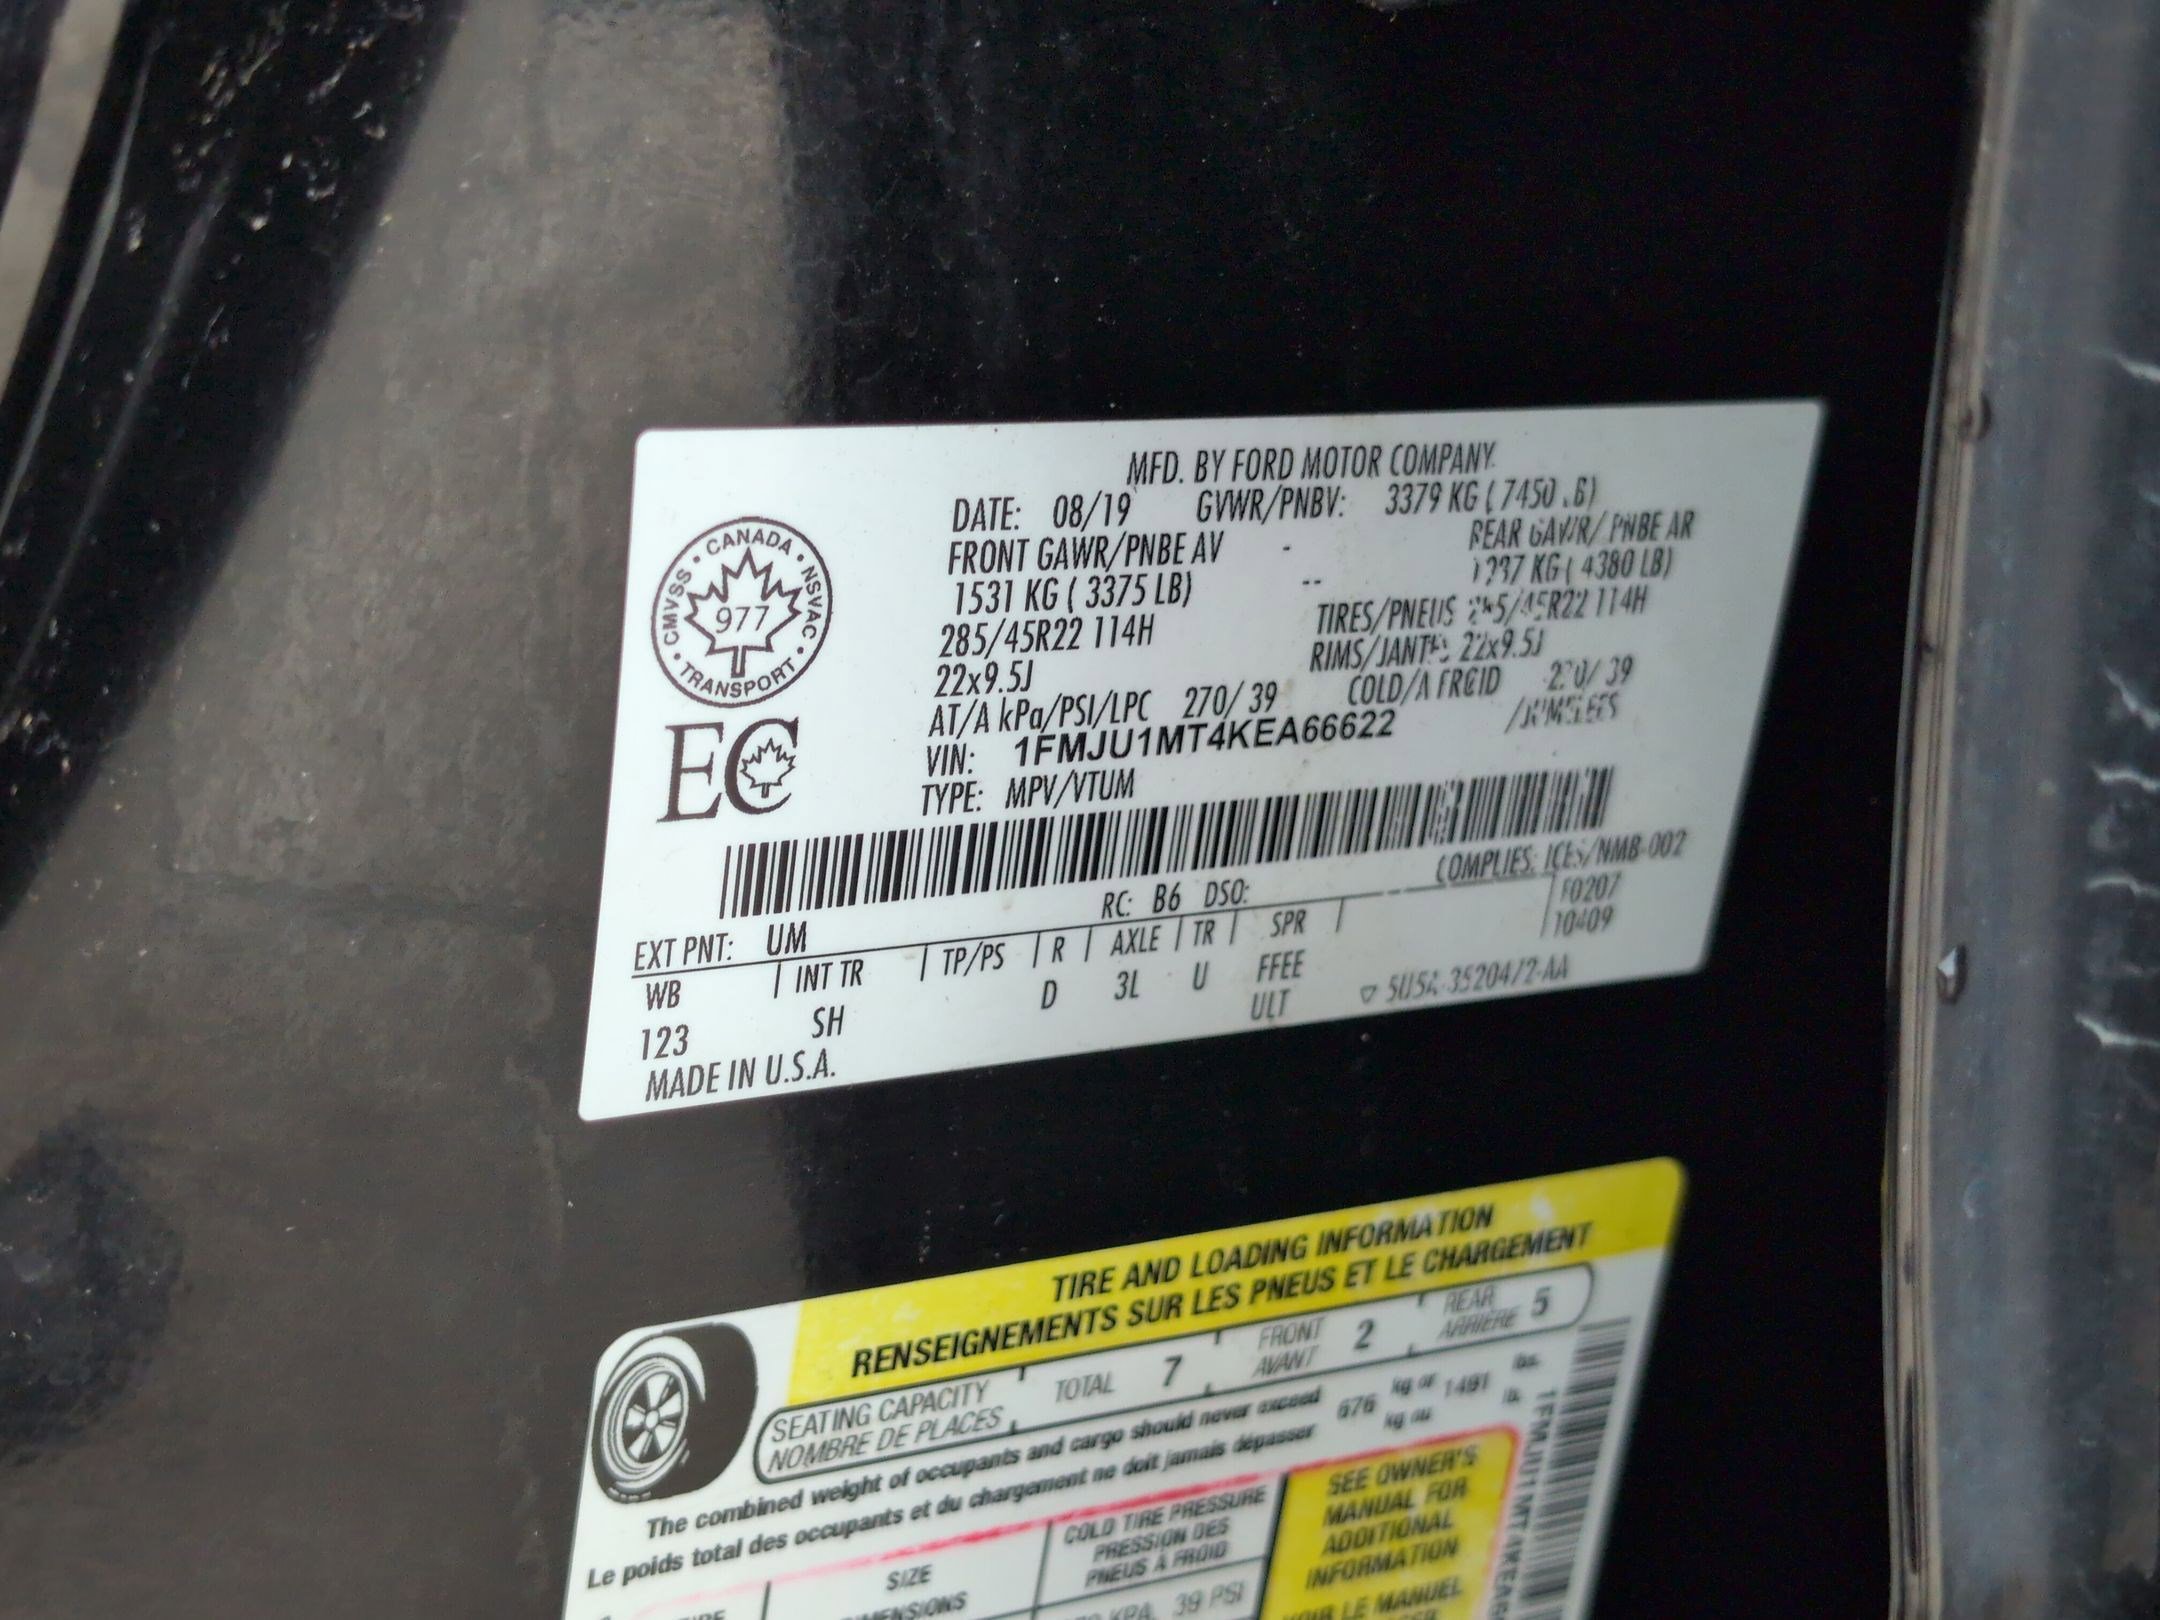 MFD. BY FORD MOTOR COMPANY
DATE: 08/19 GVWR/PNBV: 3379 KG ( 7450 LB)
FRONT GAWR/PNBE AV - REAR GAWR/ PNBE AR
1531 KG ( 3375 LB) -- KG ( 4380 LB)
285/45R22 114H TIRES/PNEUS 285/45R22 114H
22x9.5J RIMS/JANTES 22x9.5J
AT/A kPa/PSI/LPC 270/ 39 COLD/A FROID 270/ 39
VIN: 1FMJU1MT4KEA66622
TYPE: MPV/VTUM
CANADA
CMVSS • NSVAC
977
TRANSPORT
EC
COMPLIES: ICES/NMB-002
RC: B6 DSO:
F0207
10409
EXT PNT: UM
WB INT TR TP/PS R AXLE TR SPR
123 SH D 3L U FFEE
ULT
MADE IN U.S.A.
TIRE AND LOADING INFORMATION
RENSEIGNEMENTS SUR LES PNEUS ET LE CHARGEMENT
SEATING CAPACITY
NOMBRE DE PLACES
TOTAL 7
FRONT
AVANT 2
REAR
ARRIÈRE 5
The combined weight of occupants and cargo should never exceed 676 kg or 1491 lbs.
Le poids total des occupants et du chargement ne doit jamais dépasser kg ou lb.
SIZE
COLD TIRE PRESSURE
PRESSION DES
PNEUS À FROID
39 PSI
SEE OWNER'S
MANUAL FOR
ADDITIONAL
INFORMATION
LE MANUEL